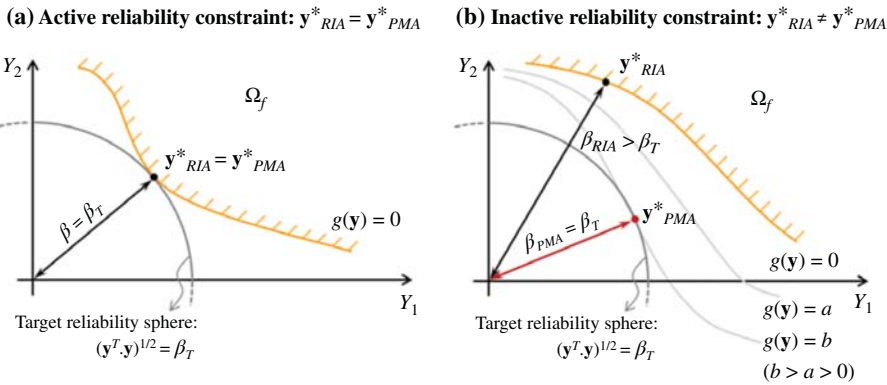 (a) Active reliability constraint: y*RIA = y*PMA
Y2
Ωf
y*RIA = y*PMA
β = βT
g(y) = 0
Y1
Target reliability sphere:
(y^T.y)^1/2 = βT
(b) Inactive reliability constraint: y*RIA ≠ y*PMA
Y2
y*RIA
Ωf
βRIA > βT
y*PMA
βPMA = βT
g(y) = 0
Y1
g(y) = a
Target reliability sphere:
g(y) = b
(y^T.y)^1/2 = βT
(b > a > 0)